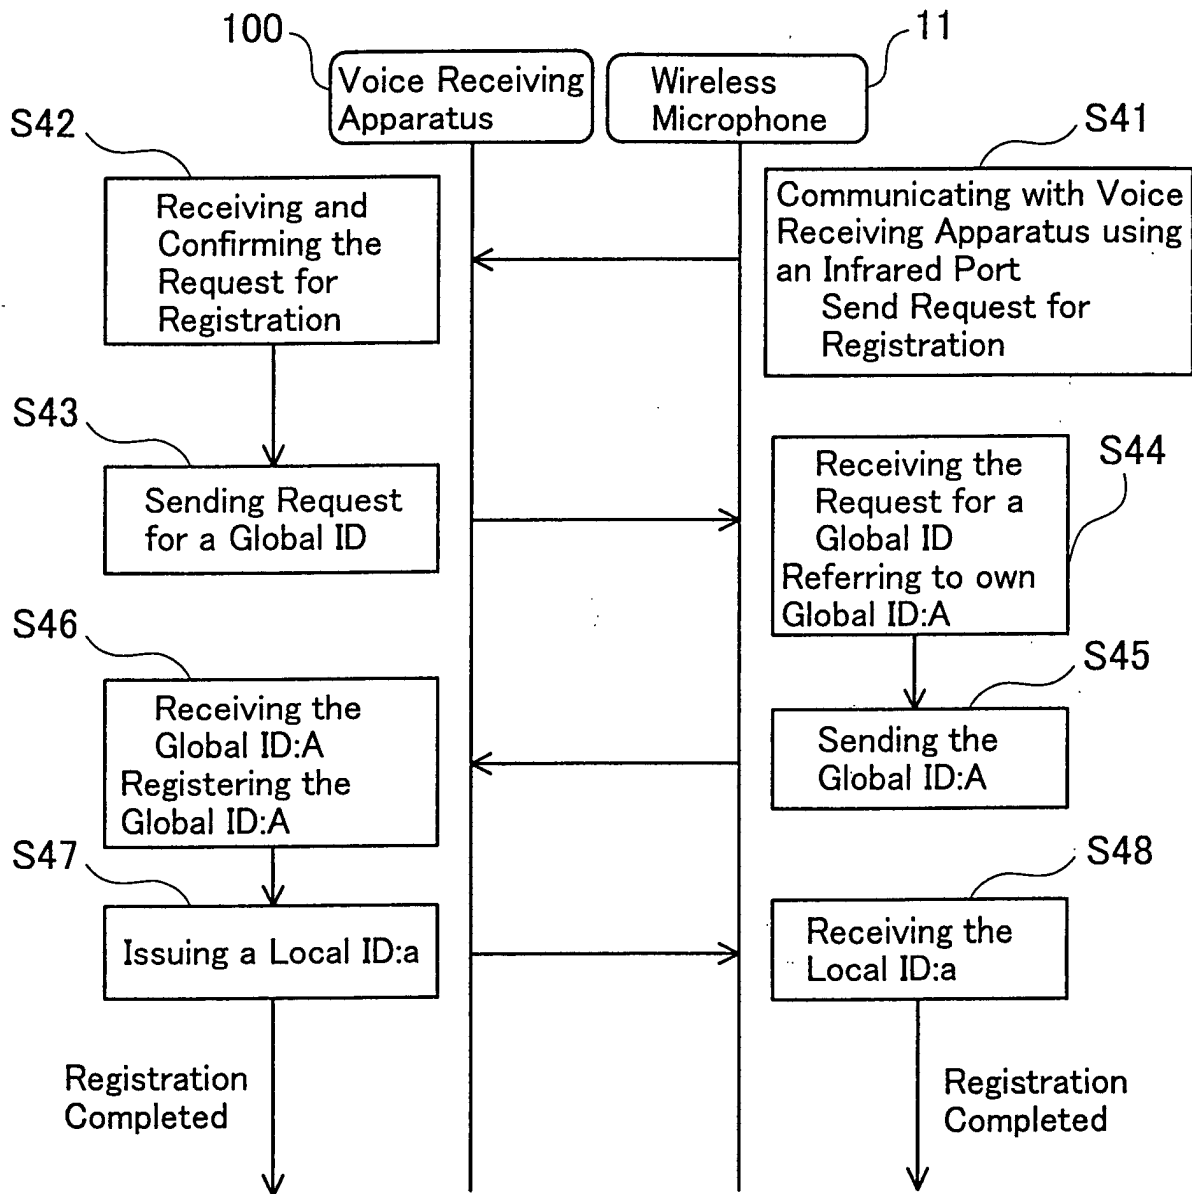 100
11
Voice Receiving
Apparatus
Wireless
Microphone
S42
S41
Receiving and
Confirming the
Request for
Registration
Communicating with Voice
Receiving Apparatus using
an Infrared Port
Send Request for
Registration
S43
Sending Request
for a Global ID
S44
Receiving the
Request for a
Global ID
Referring to own
Global ID:A
S46
S45
Receiving the
Global ID:A
Registering the
Global ID:A
Sending the
Global ID:A
S47
S48
Issuing a Local ID:a
Receiving the
Local ID:a
Registration
Completed
Registration
Completed